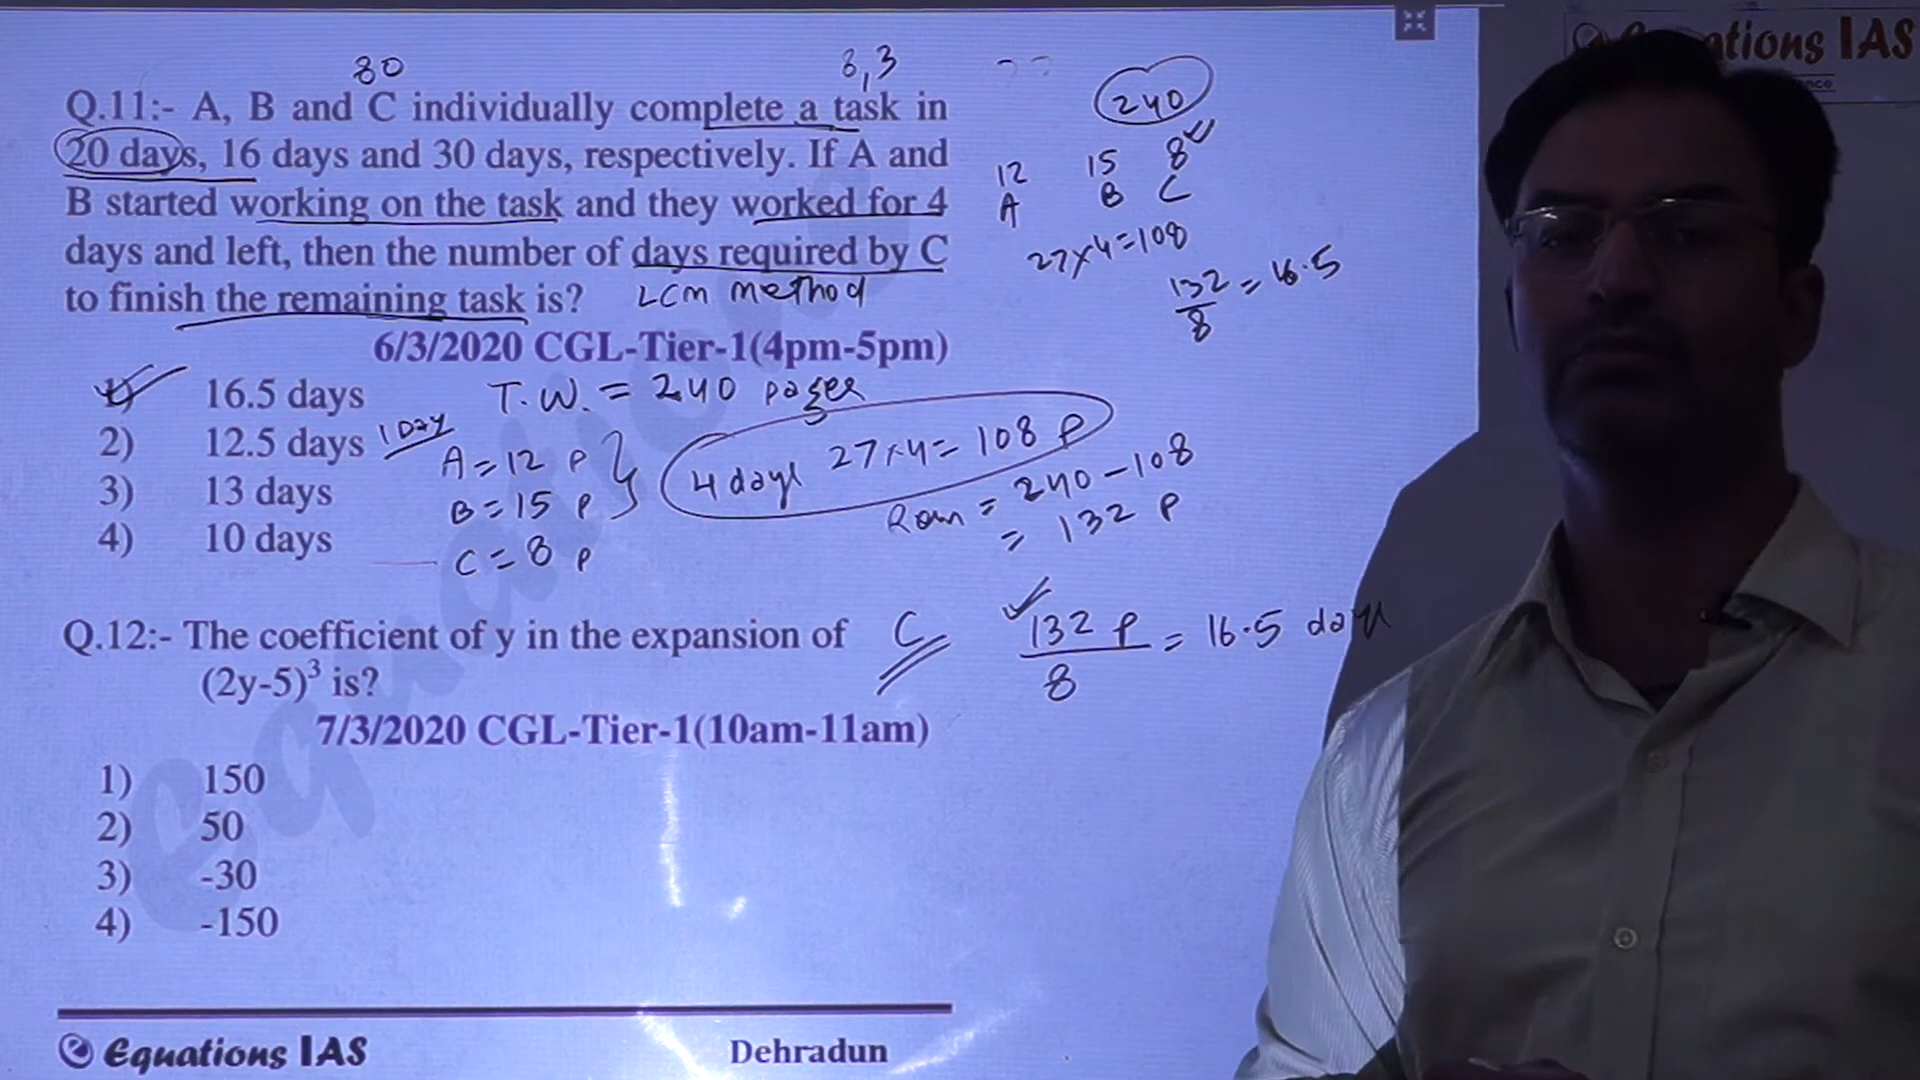 80
8,3
240
Q.11:- A, B and C individually complete a task in
20 days, 16 days and 30 days, respectively. If A and
B started working on the task and they worked for 4
days and left, then the number of days required by C
to finish the remaining task is?
LCM method
12 15 8
A B C
27×4=108
132/8 = 16.5
6/3/2020 CGL-Tier-1(4pm-5pm)
1) 16.5 days
2) 12.5 days
3) 13 days
4) 10 days
T.W. = 240 pages
1 Day
A = 12 P
B = 15 P
C = 8 P
4 days 27×4= 108 P
Rem = 240 - 108
= 132 P
C
132 P/8 = 16.5 days
Q.12:- The coefficient of y in the expansion of
(2y-5)³ is?
7/3/2020 CGL-Tier-1(10am-11am)
1) 150
2) 50
3) -30
4) -150
Equations IAS
Dehradun
Equations
ations IAS